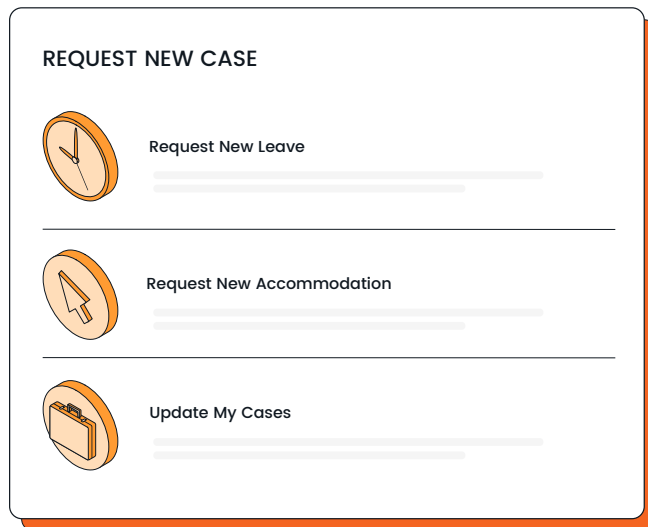 REQUEST NEW CASE
Request New Leave
Request New Accommodation
Update My Cases